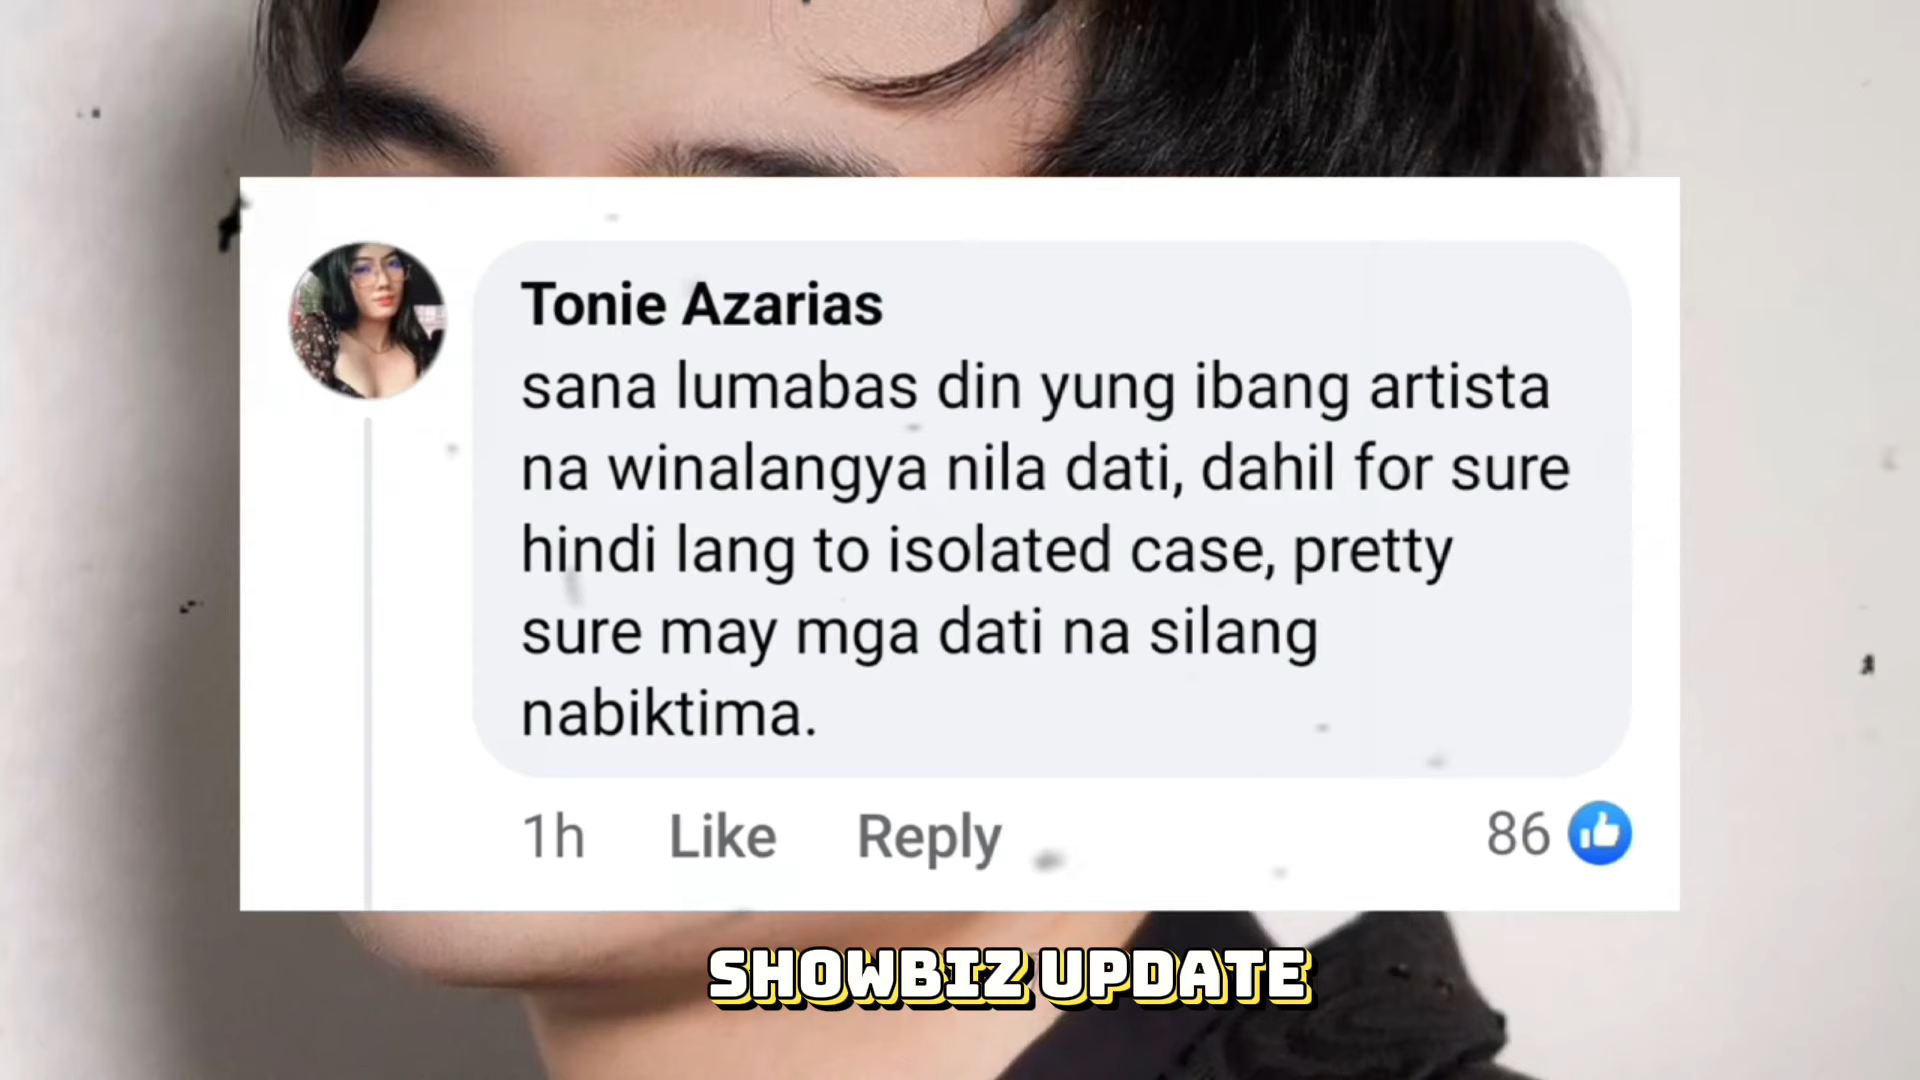 Tonie Azarias
sana lumabas din yung ibang artista
na winalangya nila dati, dahil for sure
hindi lang to isolated case, pretty
sure may mga dati na silang
nabiktima.
1h Like Reply 86
SHOWBIZ UPDATE